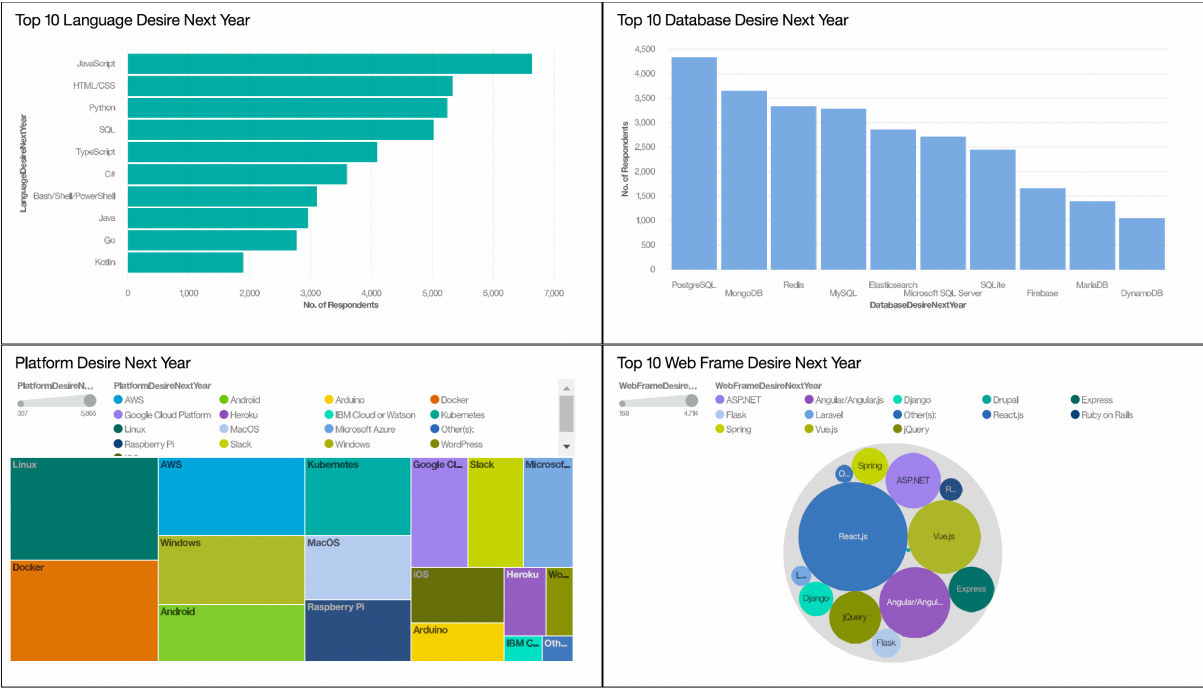 Top 10 Language Desire Next Year
LanguageDesireNextYear
JavaScript
HTML/CSS
Python
SQL
TypeScript
C#
Bash/Shell/PowerShell
Java
Go
Kotlin
0 1,000 2,000 3,000 4,000 5,000 6,000 7,000
No. of Respondents
Top 10 Database Desire Next Year
No. of Respondents
4,500
4,000
3,500
3,000
2,500
2,000
1,500
1,000
500
0
PostgreSQL MongoDB Redis MySQL Elasticsearch Microsoft SQL Server SQLite Firebase MariaDB DynamoDB
DatabaseDesireNextYear
Platform Desire Next Year
PlatformDesireN... PlatformDesireNextYear
307
AWS Android Arduino Docker
Google Cloud Platform Heroku IBM Cloud or Watson Kubernetes
Linux MacOS Microsoft Azure Other(s):
Raspberry Pi Slack Windows WordPress
Linux
AWS
Kubernetes
Google Cl...
Slack
Microsof...
Windows
MacOS
Docker
iOS
Heroku
Wo...
Android
Raspberry Pi
Arduino
IBM C...
Oth...
Top 10 Web Frame Desire Next Year
WebFrameDesire... WebFrameDesireNextYear
ASP.NET Angular/Angular.js Django Drupal Express
Flask Laravel Other(s): React.js Ruby on Rails
Spring Vue.js jQuery
O...
Spring
ASP.NET
R...
React.js
Vue.js
L...
Django
jQuery
Angular/Angul...
Express
Flask